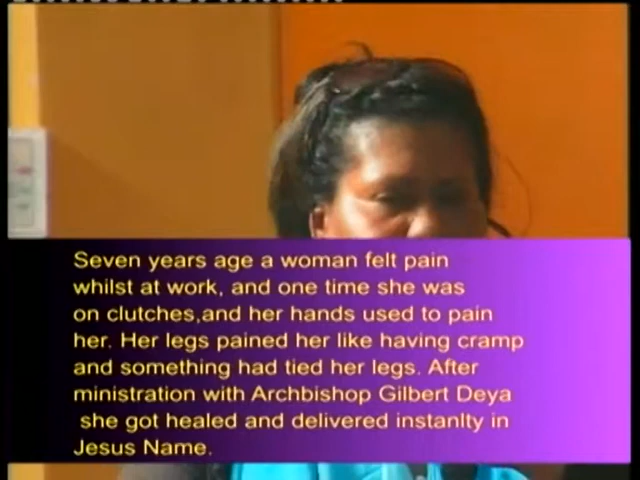 Seven years age a woman felt pain
whilst at work, and one time she was
on clutches,and her hands used to pain
her. Her legs pained her like having cramp
and something had tied her legs. After
ministration with Archbishop Gilbert Deya
she got healed and delivered instanlty in
Jesus Name.